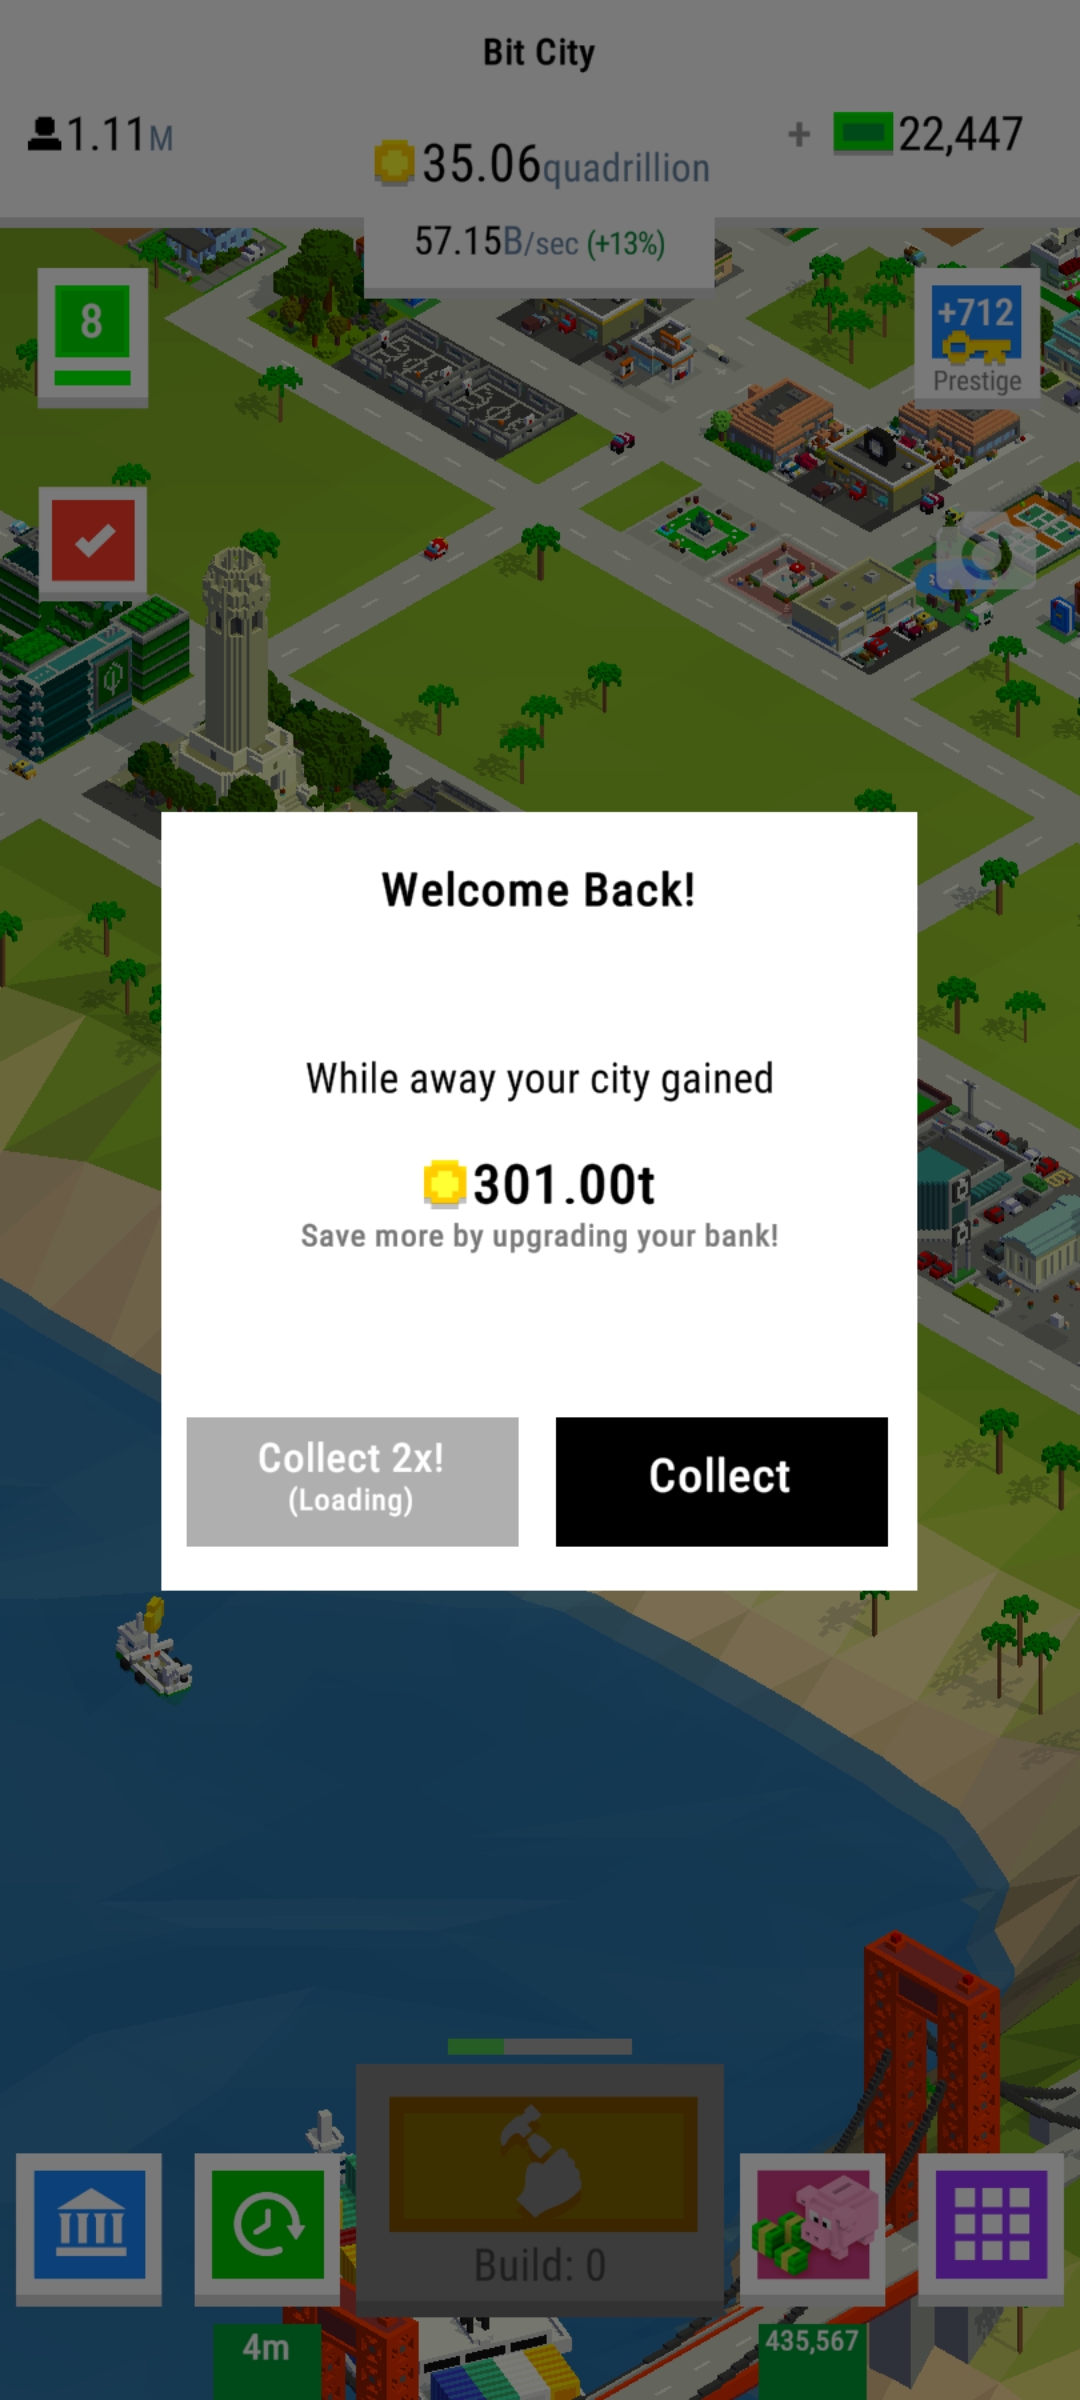 Bit City
1.11M
35.06quadrillion
+ 22,447
57.15B/sec (+13%)
8
+712
Prestige
Welcome Back!
While away your city gained
301.00t
Save more by upgrading your bank!
Collect 2x!
(Loading)
Collect
Build: 0
4m
435,567